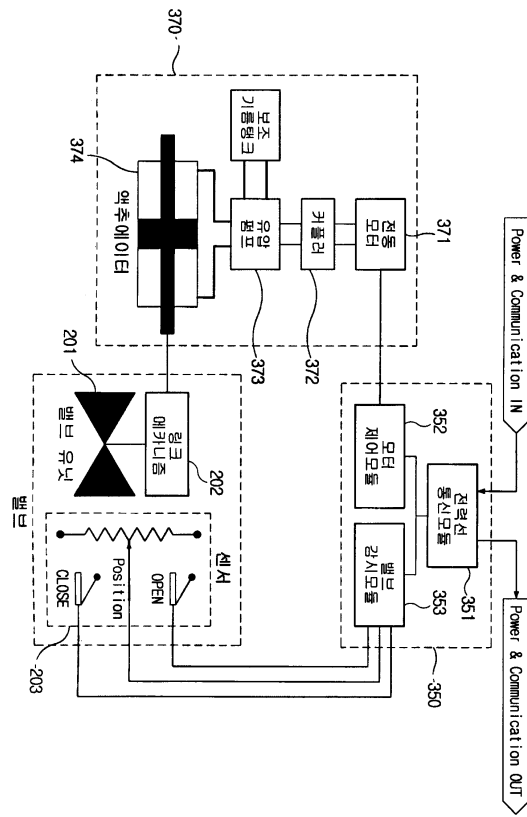 Power & Communication IN
Power & Communication OUT
전력선
통신모듈
351
350
모터
제어모듈
352
밸브
감시모듈
353
371
전동
모터
커플러
372
유압
펌프
373
보조
기름탱크
370
374
액추에이터
링크
메카니즘
202
201
밸브 유닛
밸브
센서
OPEN
Position
CLOSE
203